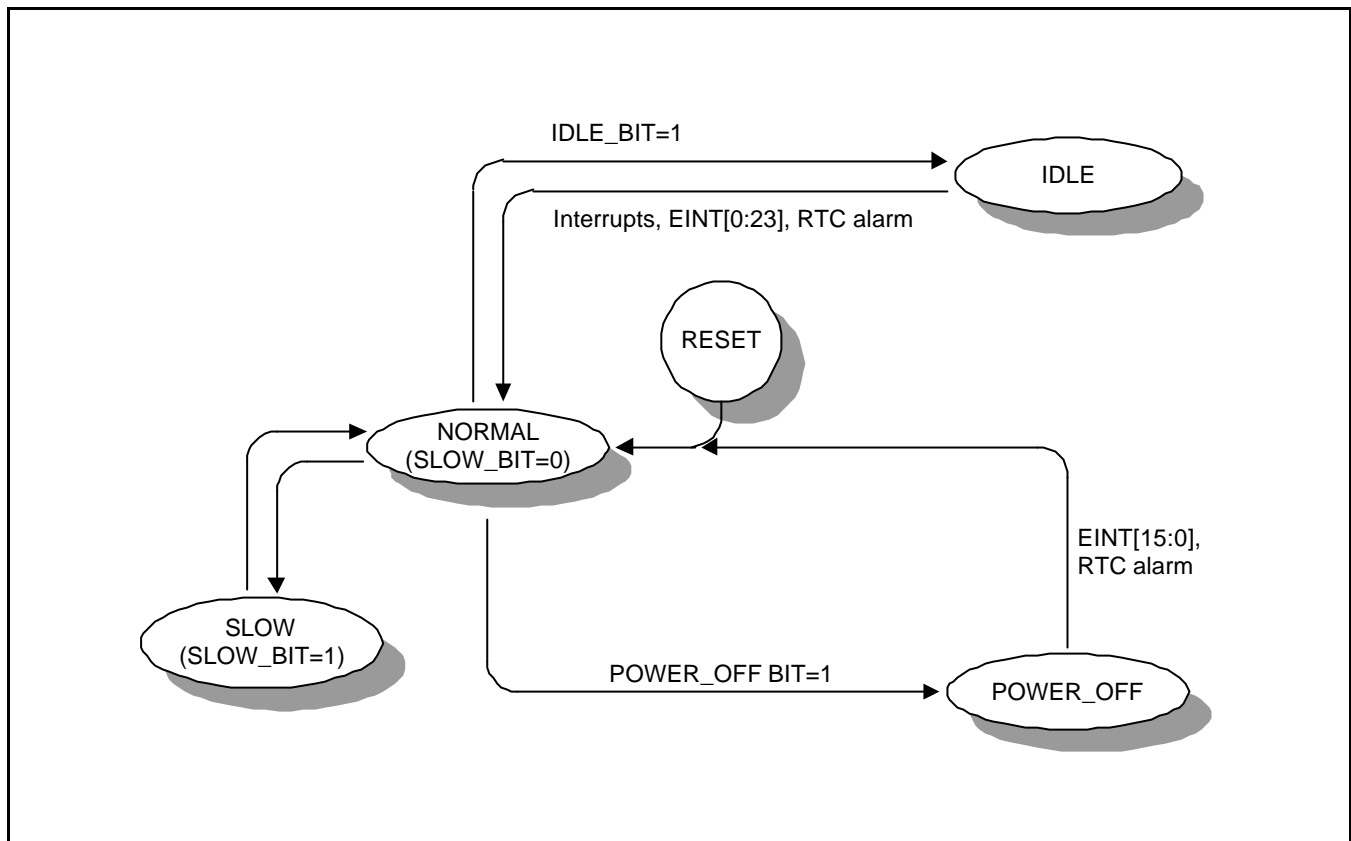 IDLE_BIT=1
IDLE
Interrupts, EINT[0:23], RTC alarm
RESET
NORMAL
(SLOW_BIT=0)
EINT[15:0],
RTC alarm
SLOW
(SLOW_BIT=1)
POWER_OFF BIT=1
POWER_OFF